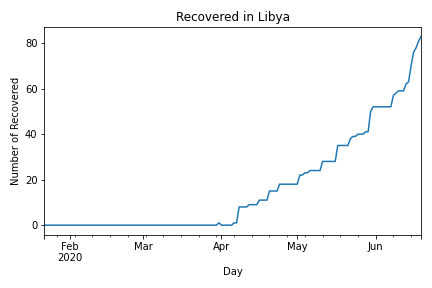 Recovered in Libya
Number of Recovered
80
60
40
20
0
Feb
2020
Mar
Apr
May
Jun
Day